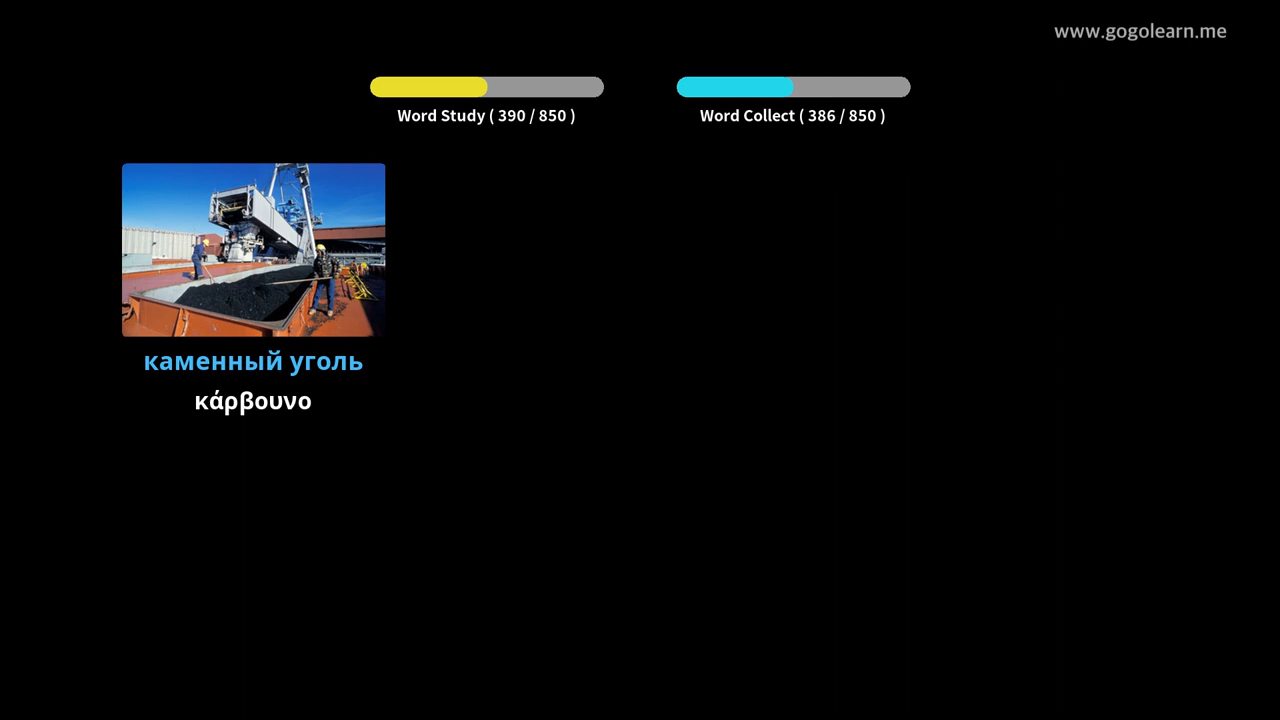 www.gogolearn.me
Word Study ( 390 / 850 )
Word Collect ( 386 / 850 )
каменный уголь
κάρβουνο